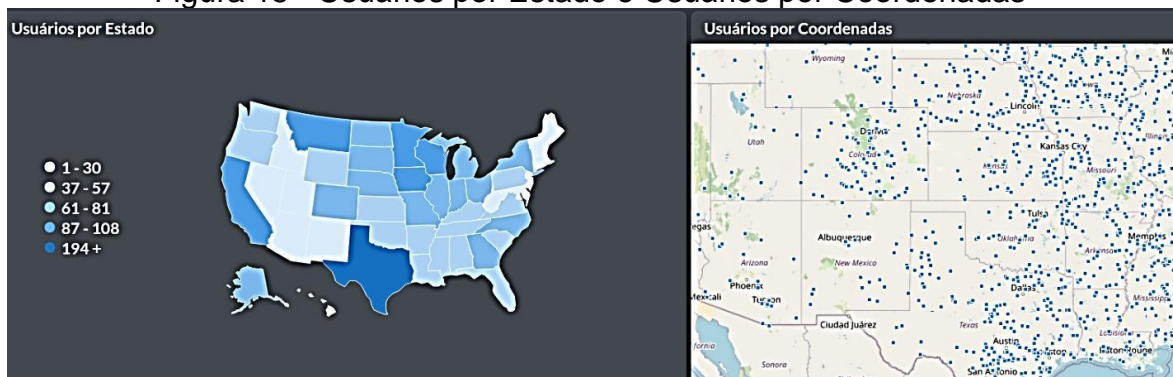 Figura 10 - Usuários por Estado e Usuários por Coordenadas
Usuários por Estado
1 - 30
37 - 57
61 - 81
87 - 108
194 +
Usuários por Coordenadas
Wyoming
Nebraska
Lincoln
Utah
Denver
Colorado
Kansas City
Illinois
Kansas
Missouri
egas
Tulsa
Albuquerque
Oklahoma
Memphis
Arizona
New Mexico
Arkansas
Phoenix
Dallas
Mexicali
Tucson
Mississipp
Ciudad Juárez
Texas
Louisiana
Austin
Houston
Baton Rouge
fornia
Sonora
San Antonio